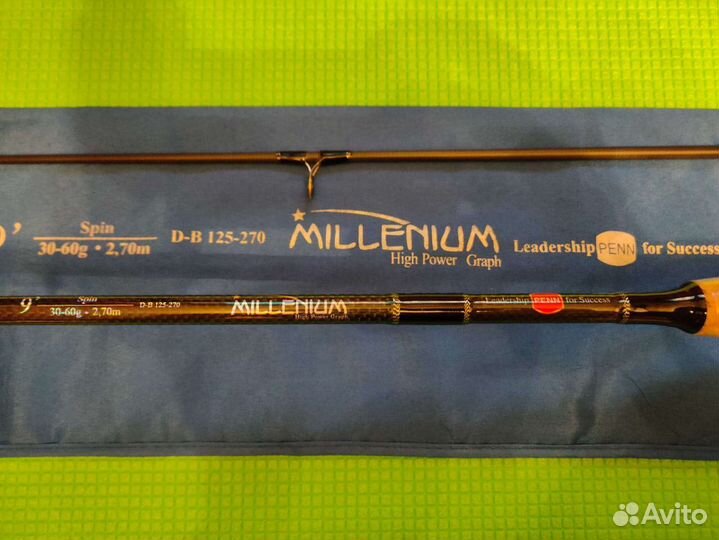 9’ Spin
30-60g • 2,70m D-B 125-270 MILLENIUM
High Power Graph Leadership PENN for Success
9’ Spin
30-60g • 2,70m D-B 125-270 MILLENIUM
High Power Graph Leadership PENN for Success
Avito